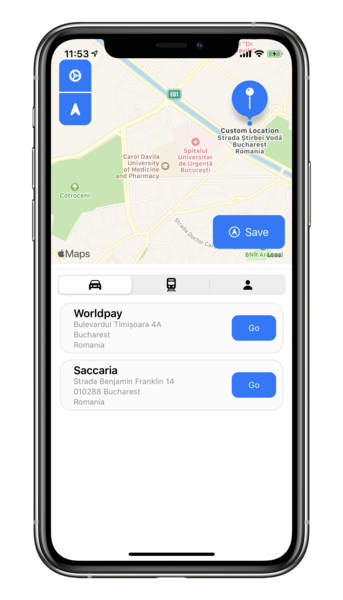 11:53
E81
Custom Location
Strada Știrbei Vodă
Bucharest
Romania
Spitalul
Universitar
de Urgență
București
Carol Davila
University
of Medicine
and Pharmacy
Cotroceni
Strada Doctor
Save
Maps
BNR Arsenal
Legal
Worldpay
Bulevardul Timișoara 4A
Bucharest
Romania
Go
Saccaria
Strada Benjamin Franklin 14
010288 Bucharest
Romania
Go